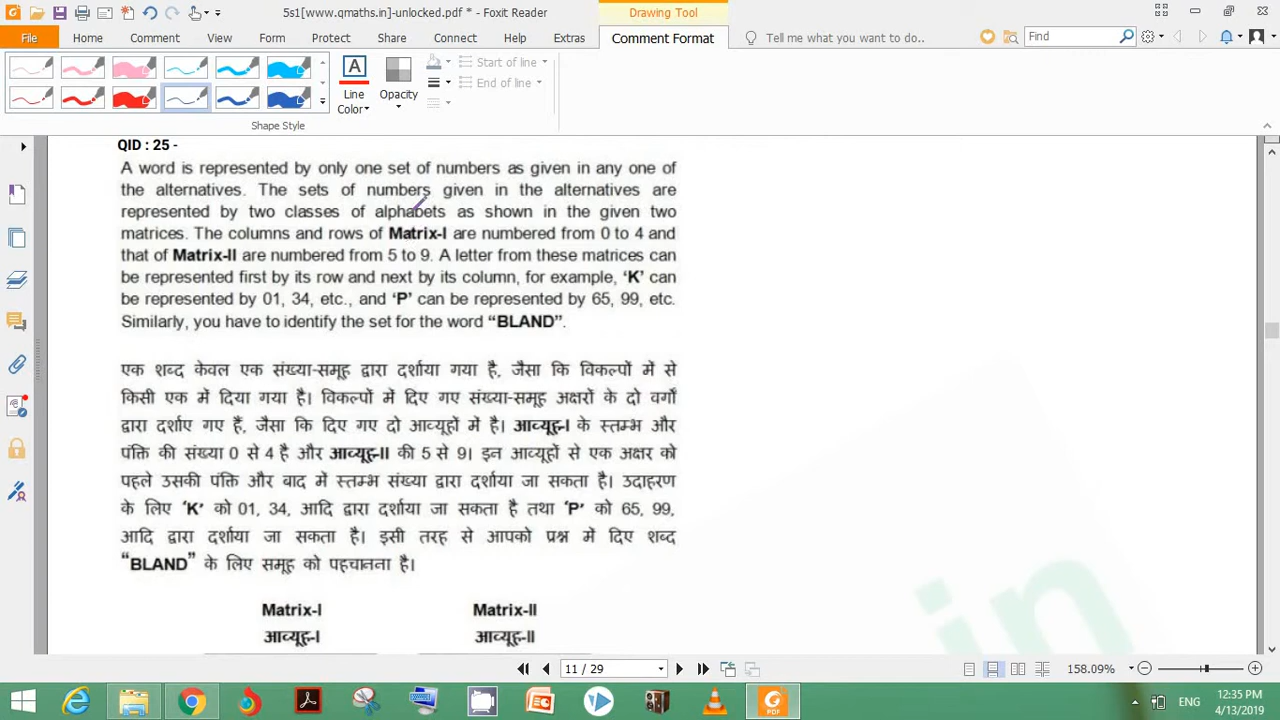 5s1[www.qmaths.in]-unlocked.pdf * - Foxit Reader
Drawing Tool
File
Home
Comment
View
Form
Protect
Share
Connect
Help
Extras
Comment Format
Tell me what you want to do..
Find
Line
Color
Opacity
Start of line
End of line
Shape Style
QID : 25 -
A word is represented by only one set of numbers as given in any one of
the alternatives. The sets of numbers given in the alternatives are
represented by two classes of alphabets as shown in the given two
matrices. The columns and rows of Matrix-I are numbered from 0 to 4 and
that of Matrix-II are numbered from 5 to 9. A letter from these matrices can
be represented first by its row and next by its column, for example, ‘K’ can
be represented by 01, 34, etc., and ‘P’ can be represented by 65, 99, etc.
Similarly, you have to identify the set for the word “BLAND”.
एक शब्द केवल एक संख्या-समूह द्वारा दर्शाया गया है, जैसा कि विकल्पों में से
किसी एक में दिया गया है। विकल्पों में दिए गए संख्या-समूह अक्षरों के दो वर्गों
द्वारा दर्शाए गए हैं, जैसा कि दिए गए दो आव्यूहों में है। आव्यूह-I के स्तम्भ और
पंक्ति की संख्या 0 से 4 है और आव्यूह-II की 5 से 9। इन आव्यूहों से एक अक्षर को
पहले उसकी पंक्ति और बाद में स्तम्भ संख्या द्वारा दर्शाया जा सकता है। उदाहरण
के लिए ‘K’ को 01, 34, आदि द्वारा दर्शाया जा सकता है तथा ‘P’ को 65, 99,
आदि द्वारा दर्शाया जा सकता है। इसी तरह से आपको प्रश्न में दिए शब्द
“BLAND” के लिए समूह को पहचानना है।
Matrix-I
Matrix-II
आव्यूह-I
आव्यूह-II
in
11 / 29
158.09%
PDF
ENG
12:35 PM
4/13/2019